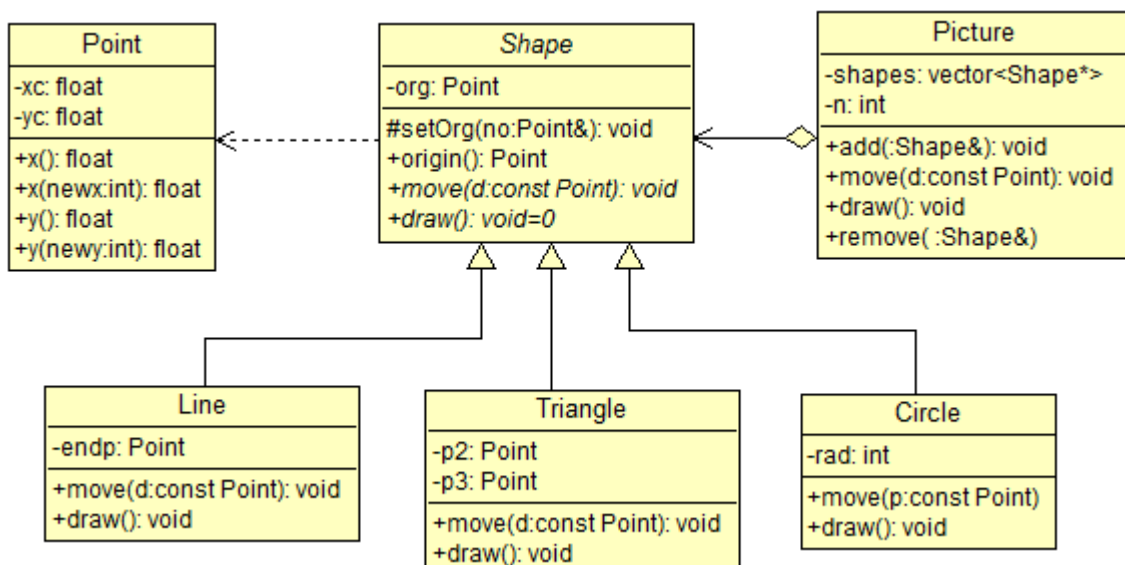 Point
-xc: float
-yc: float
+x(): float
+x(newx:int): float
+y(): float
+y(newy:int): float
Shape
-org: Point
#setOrg(no:Point&): void
+origin(): Point
+move(d:const Point): void
+draw(): void=0
Picture
-shapes: vector<Shape*>
-n: int
+add(:Shape&): void
+move(d:const Point): void
+draw(): void
+remove( :Shape&)
Line
-endp: Point
+move(d:const Point): void
+draw(): void
Triangle
-p2: Point
-p3: Point
+move(d:const Point): void
+draw(): void
Circle
-rad: int
+move(p:const Point)
+draw(): void